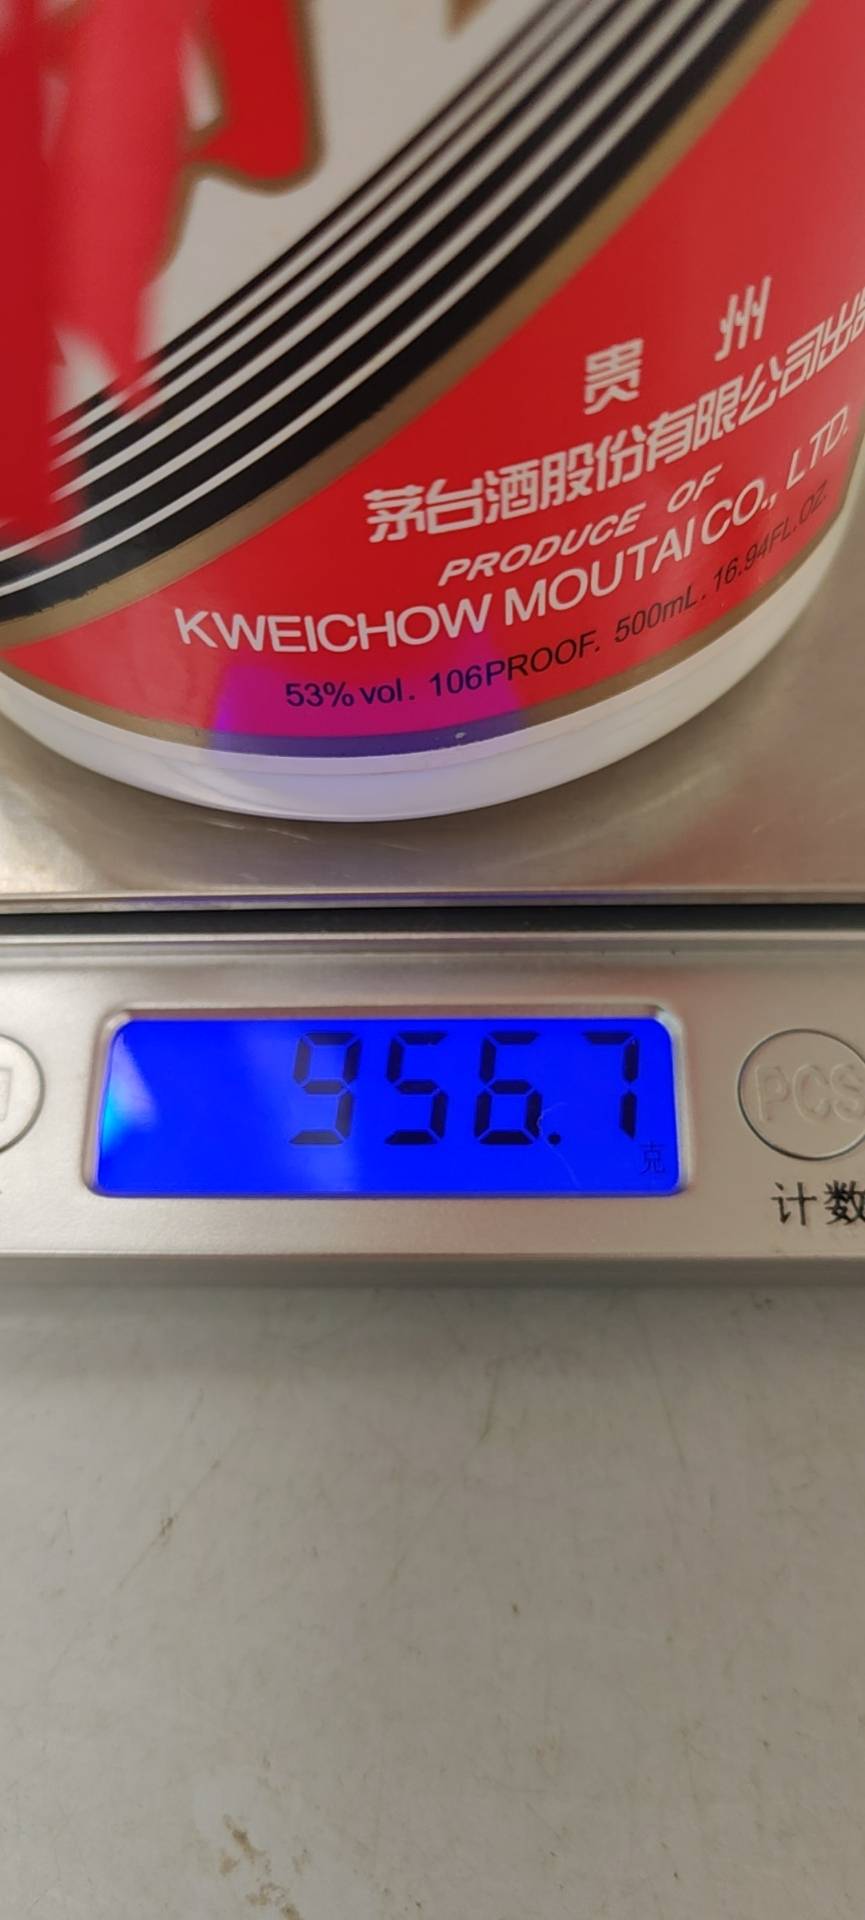 贵州
茅台酒股份有限公司出品
PRODUCE OF
KWEICHOW MOUTAI CO., LTD.
53% vol. 106PROOF. 500mL. 16.94FL.OZ.
956.7
克
PCS
计数